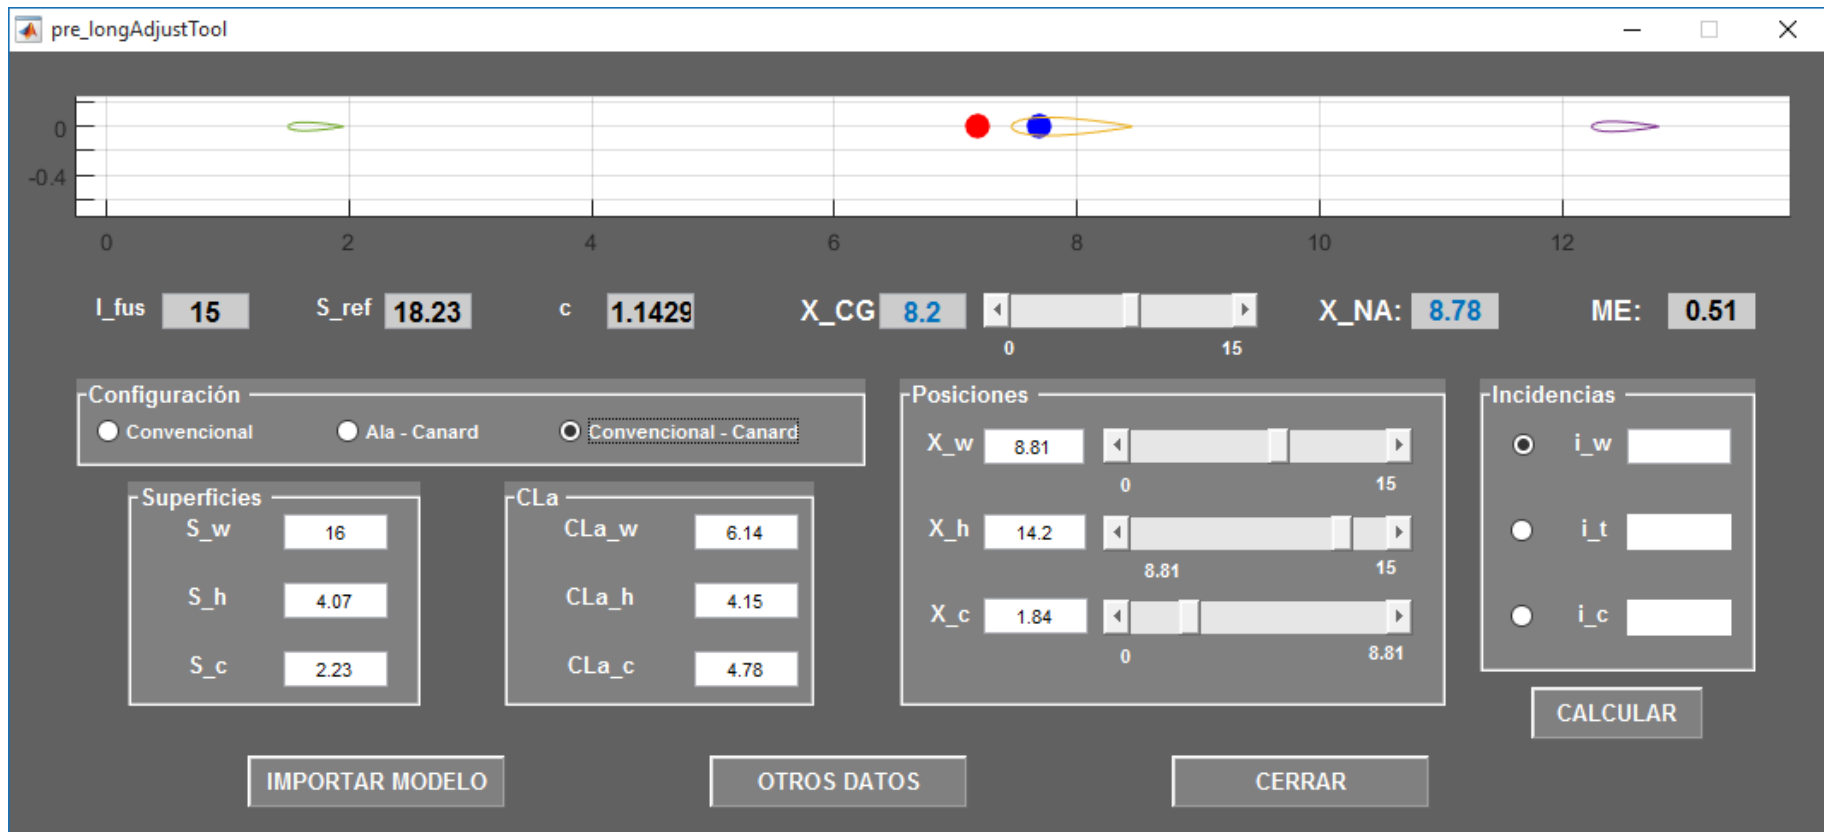 pre_longAdjustTool
0
-0.4
0 2 4 6 8 10 12
l_fus 15 S_ref 18.23 c 1.1429 X_CG 8.2 X_NA: 8.78 ME: 0.51
0 15
Configuración
Convencional Ala - Canard Convencional - Canard
Superficies
S_w 16
S_h 4.07
S_c 2.23
CLa
CLa_w 6.14
CLa_h 4.15
CLa_c 4.78
Posiciones
X_w 8.81
0 15
X_h 14.2
8.81 15
X_c 1.84
0 8.81
Incidencias
i_w
i_t
i_c
CALCULAR
IMPORTAR MODELO OTROS DATOS CERRAR